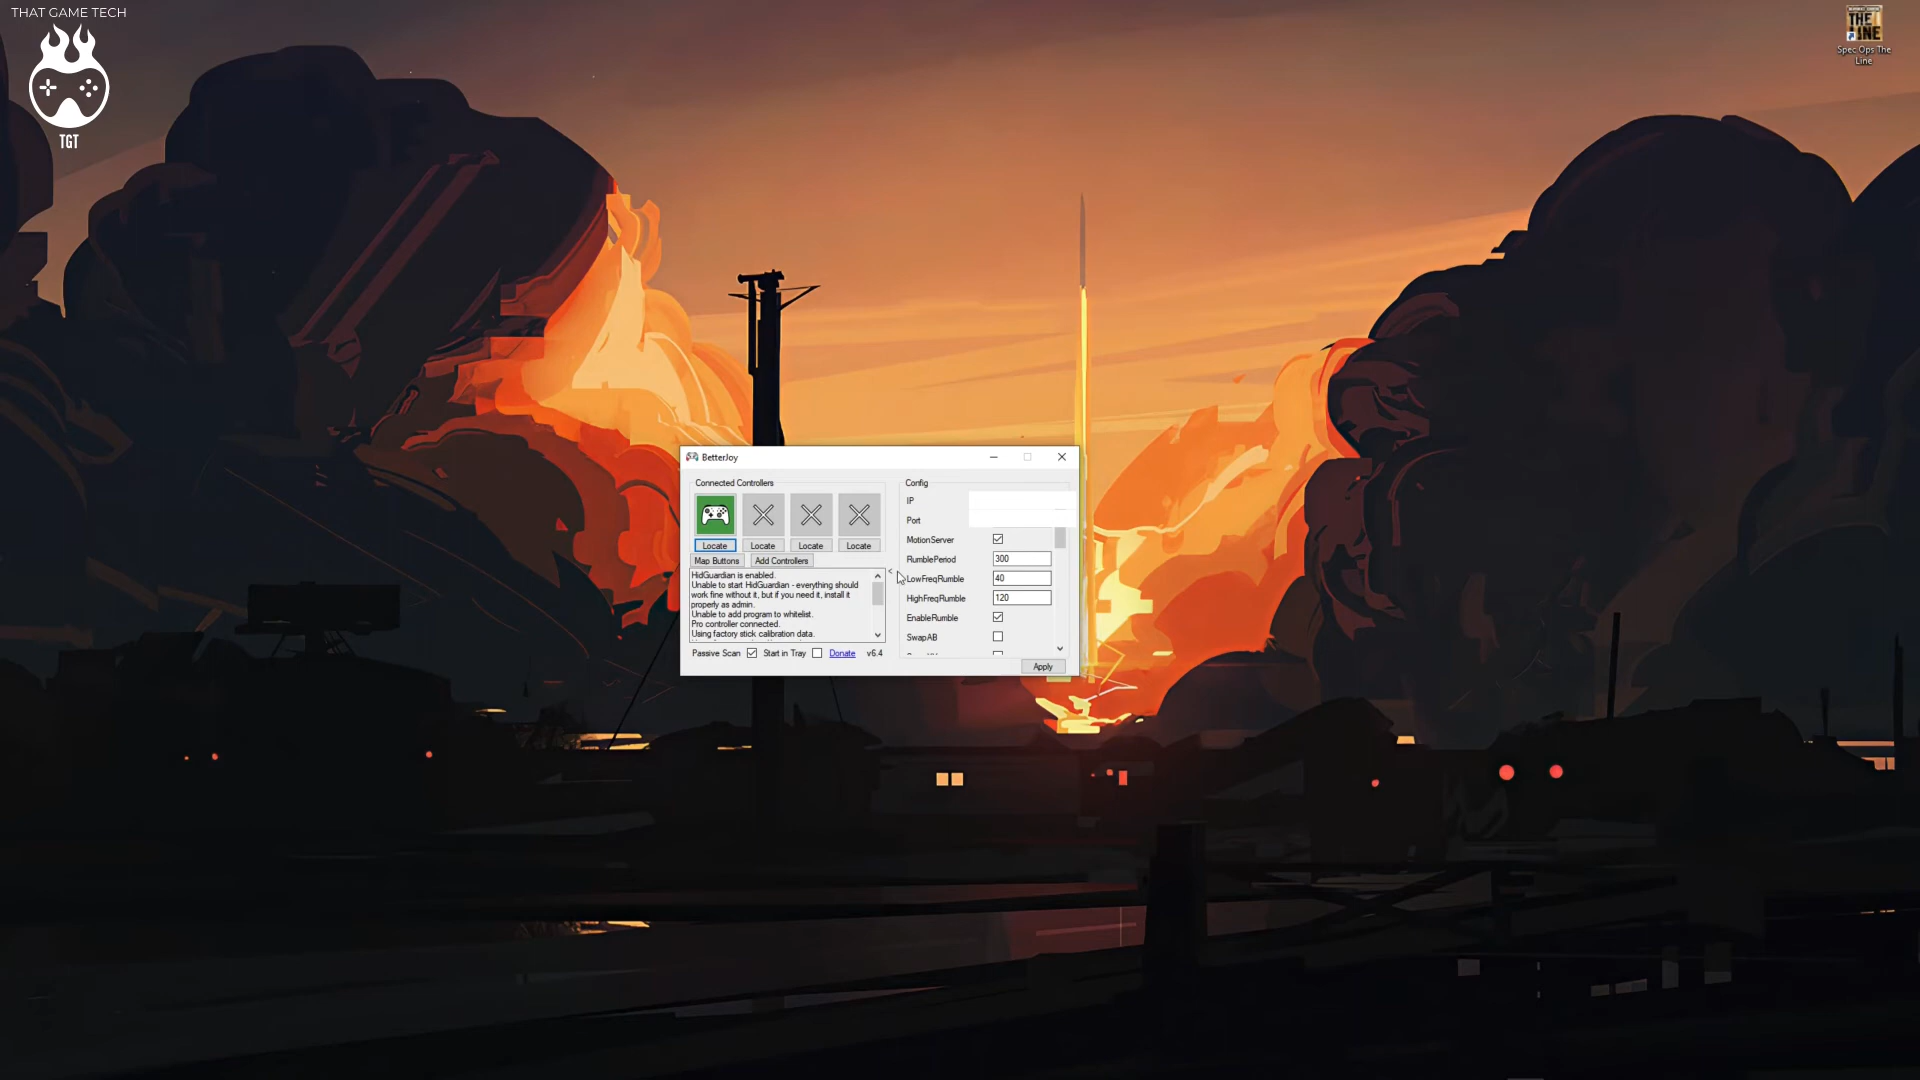 THAT GAME TECH
TGT
THE
LINE
Spec Ops The
Line
BetterJoy
Connected Controllers
Locate
Locate
Locate
Locate
Map Buttons
Add Controllers
HidGuardian is enabled.
Unable to start HidGuardian - everything should
work fine without it, but if you need it, install it
properly as admin.
Unable to add program to whitelist.
Pro controller connected.
Using factory stick calibration data.
Passive Scan
Start in Tray
Donate
v6.4
<
Config
IP
Port
MotionServer
RumblePeriod
300
LowFreqRumble
40
HighFreqRumble
120
EnableRumble
SwapAB
Apply